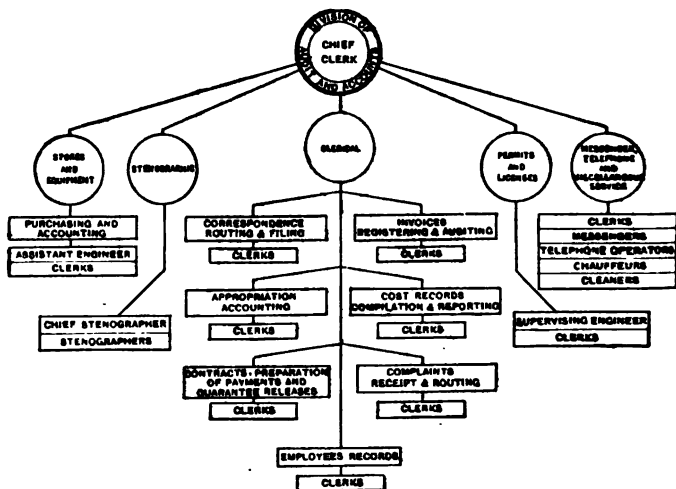 DIVISION OF
AUDIT AND ACCOUNTS
CHIEF
CLERK
STORES
AND
EQUIPMENT
STENOGRAPHIC
CLERICAL
PERMITS
AND
LICENSES
MESSENGER,
TELEPHONE
AND
MISCELLANEOUS
SERVICE
PURCHASING AND
ACCOUNTING
ASSISTANT ENGINEER
CLERKS
CHIEF STENOGRAPHER
STENOGRAPHERS
CORRESPONDENCE
ROUTING & FILING
CLERKS
INVOICES
REGISTERING & AUDITING
CLERKS
APPROPRIATION
ACCOUNTING
CLERKS
COST RECORDS
COMPILATION & REPORTING
CLERKS
CONTRACTS-PREPARATION
OF PAYMENTS AND
GUARANTEE RELEASES
CLERKS
COMPLAINTS
RECEIPT & ROUTING
CLERKS
EMPLOYEES RECORDS
CLERKS
CLERKS
MESSENGERS
TELEPHONE OPERATORS
CHAUFFEURS
CLEANERS
SUPERVISING ENGINEER
CLERKS